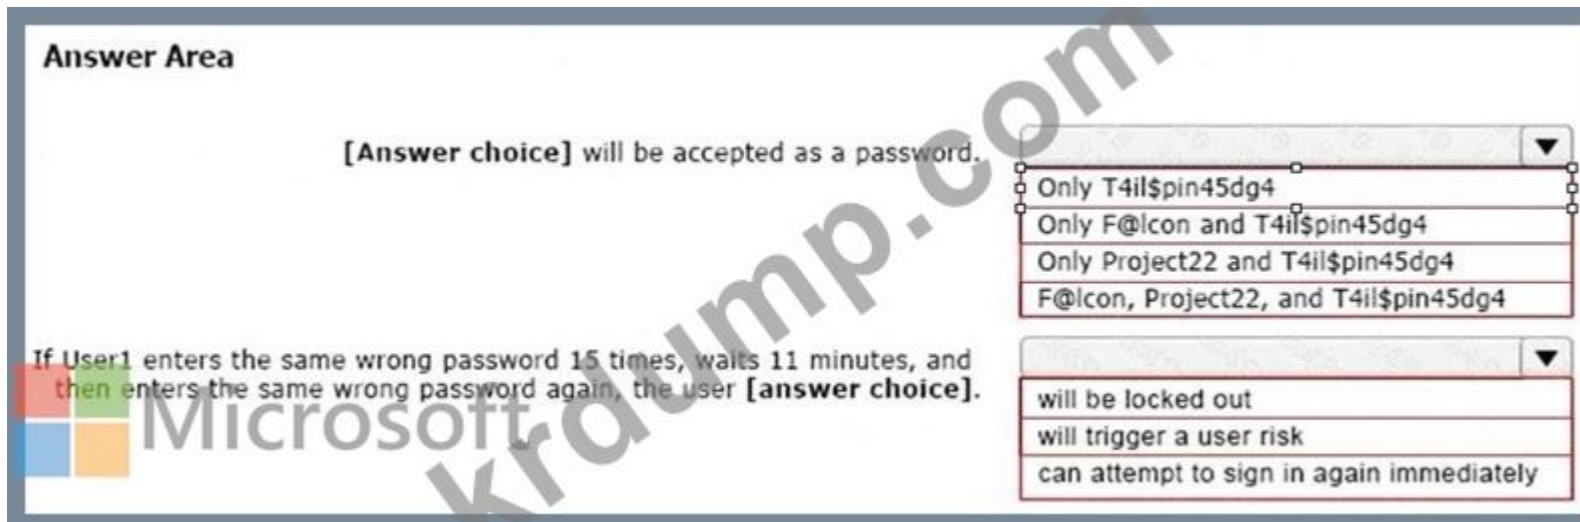 Answer Area
[Answer choice] will be accepted as a password.
Only T4il$pin45dg4
Only F@lcon and T4il$pin45dg4
Only Project22 and T4il$pin45dg4
F@lcon, Project22, and T4il$pin45dg4
If User1 enters the same wrong password 15 times, waits 11 minutes, and
then enters the same wrong password again, the user [answer choice].
will be locked out
will trigger a user risk
can attempt to sign in again immediately
Microsoft
krdump.com